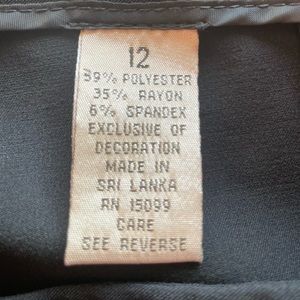 12
59% POLYESTER
35% RAYON
6% SPANDEX
EXCLUSIVE OF
DECORATION
MADE IN
SRI LANKA
RN 15099
CARE
SEE REVERSE